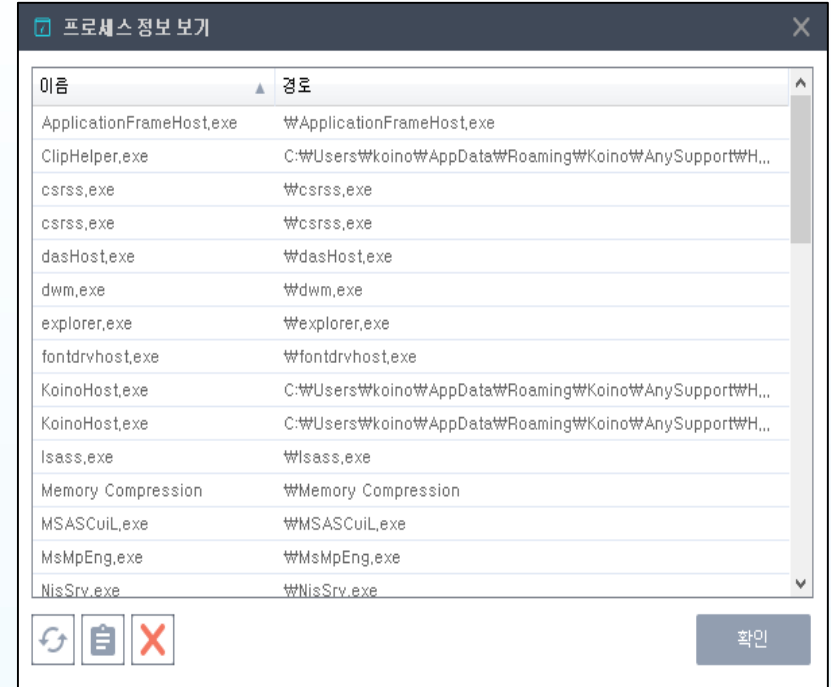 프로세스 정보 보기
이름 경로
ApplicationFrameHost.exe ₩ApplicationFrameHost.exe
ClipHelper.exe C:₩Users₩koino₩AppData₩Roaming₩Koino₩AnySupport₩H...
csrss.exe ₩csrss.exe
csrss.exe ₩csrss.exe
dasHost.exe ₩dasHost.exe
dwm.exe ₩dwm.exe
explorer.exe ₩explorer.exe
fontdrvhost.exe ₩fontdrvhost.exe
KoinoHost.exe C:₩Users₩koino₩AppData₩Roaming₩Koino₩AnySupport₩H...
KoinoHost.exe C:₩Users₩koino₩AppData₩Roaming₩Koino₩AnySupport₩H...
lsass.exe ₩lsass.exe
Memory Compression ₩Memory Compression
MSASCuiL.exe ₩MSASCuiL.exe
MsMpEng.exe ₩MsMpEng.exe
NisSrv.exe ₩NisSrv.exe
확인